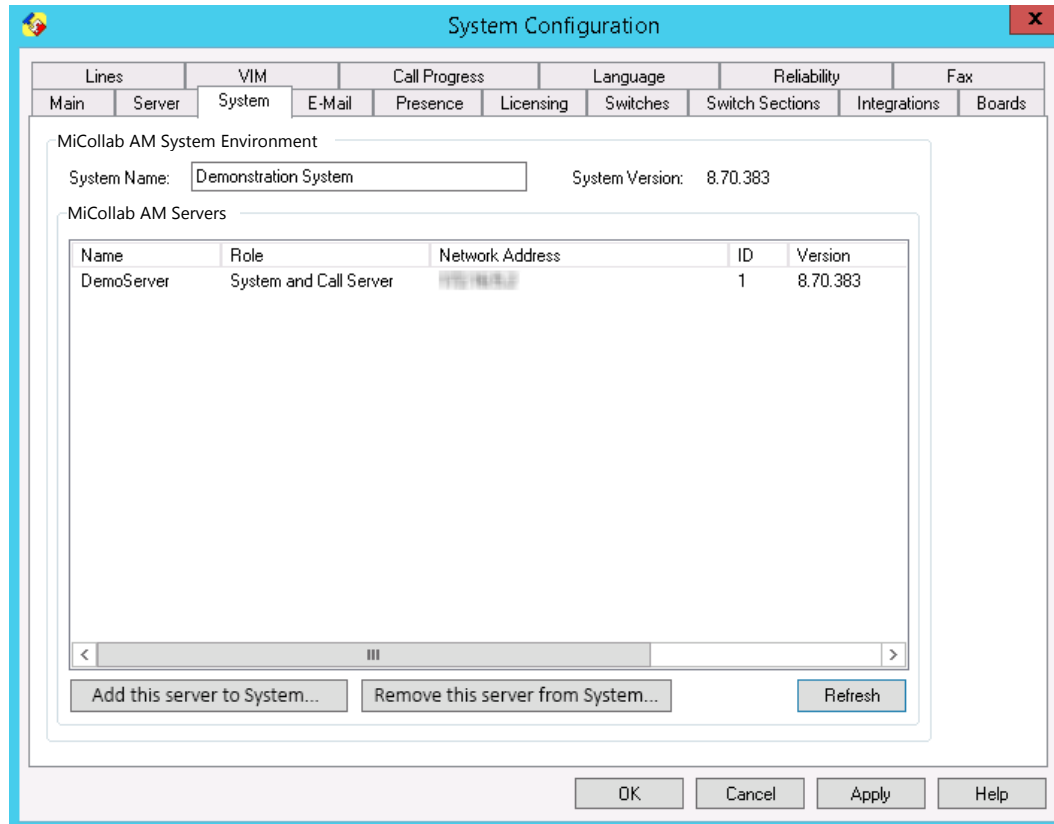 System Configuration
x
Lines VIM Call Progress Language Reliability Fax
Main Server System E-Mail Presence Licensing Switches Switch Sections Integrations Boards
MiCollab AM System Environment
System Name: Demonstration System System Version: 8.70.383
MiCollab AM Servers
Name Role Network Address ID Version
DemoServer System and Call Server 1 8.70.383
Add this server to System... Remove this server from System... Refresh
OK Cancel Apply Help